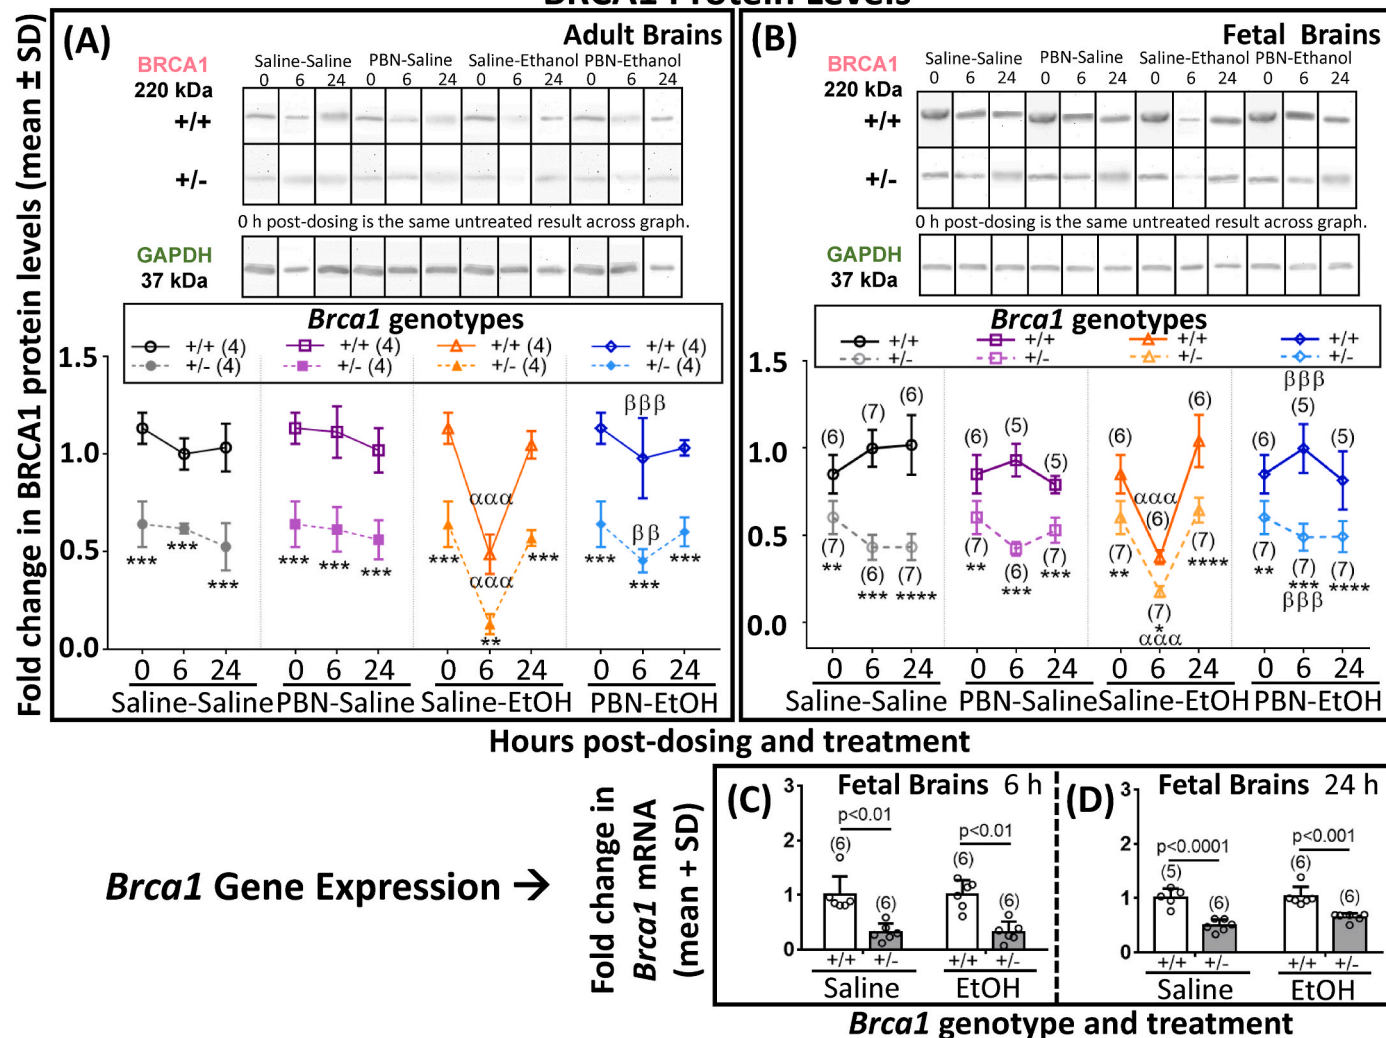 BRCA1 Protein Levels
Fold change in BRCA1 protein levels (mean ± SD)
(A)
Adult Brains
BRCA1
220 kDa
Saline-Saline PBN-Saline Saline-Ethanol PBN-Ethanol
0 6 24 0 6 24 0 6 24 0 6 24
+/+
+/-
0 h post-dosing is the same untreated result across graph.
GAPDH
37 kDa
Brca1 genotypes
+/+ (4) +/+ (4) +/+ (4) +/+ (4)
+/- (4) +/- (4) +/- (4) +/- (4)
1.5
1.0
0.5
0.0
βββ
ααα
ββ
*** *** *** *** *** *** *** ααα *** *** ***
*** *** **
0 6 24 0 6 24 0 6 24 0 6 24
Saline-Saline PBN-Saline Saline-EtOH PBN-EtOH
(B)
Fetal Brains
BRCA1
220 kDa
Saline-Saline PBN-Saline Saline-Ethanol PBN-Ethanol
0 6 24 0 6 24 0 6 24 0 6 24
+/+
+/-
0 h post-dosing is the same untreated result across graph.
GAPDH
37 kDa
Brca1 genotypes
+/+ +/+ +/+ +/+
+/- +/- +/- +/-
1.5
1.0
0.5
0.0
(6) (7) (6) (6) (5) (5) (6) ααα (6) (6) (6) βββ (5) (5)
(7) (6) (7) (7) (6) (7) (7) (7) (7) (7) (7) (7)
** *** **** ** *** *** ** * **** ** *** ****
ααα βββ
0 6 24 0 6 24 0 6 24 0 6 24
Saline-Saline PBN-Saline Saline-EtOH PBN-EtOH
Hours post-dosing and treatment
Brca1 Gene Expression →
Fold change in
Brca1 mRNA
(mean + SD)
(C)
Fetal Brains 6 h
3
2
1
0
p<0.01
p<0.01
(6) (6) (6) (6)
+/+ +/- +/+ +/-
Saline EtOH
(D)
Fetal Brains 24 h
3
2
1
0
p<0.0001
p<0.001
(5) (6) (6) (6)
+/+ +/- +/+ +/-
Saline EtOH
Brca1 genotype and treatment